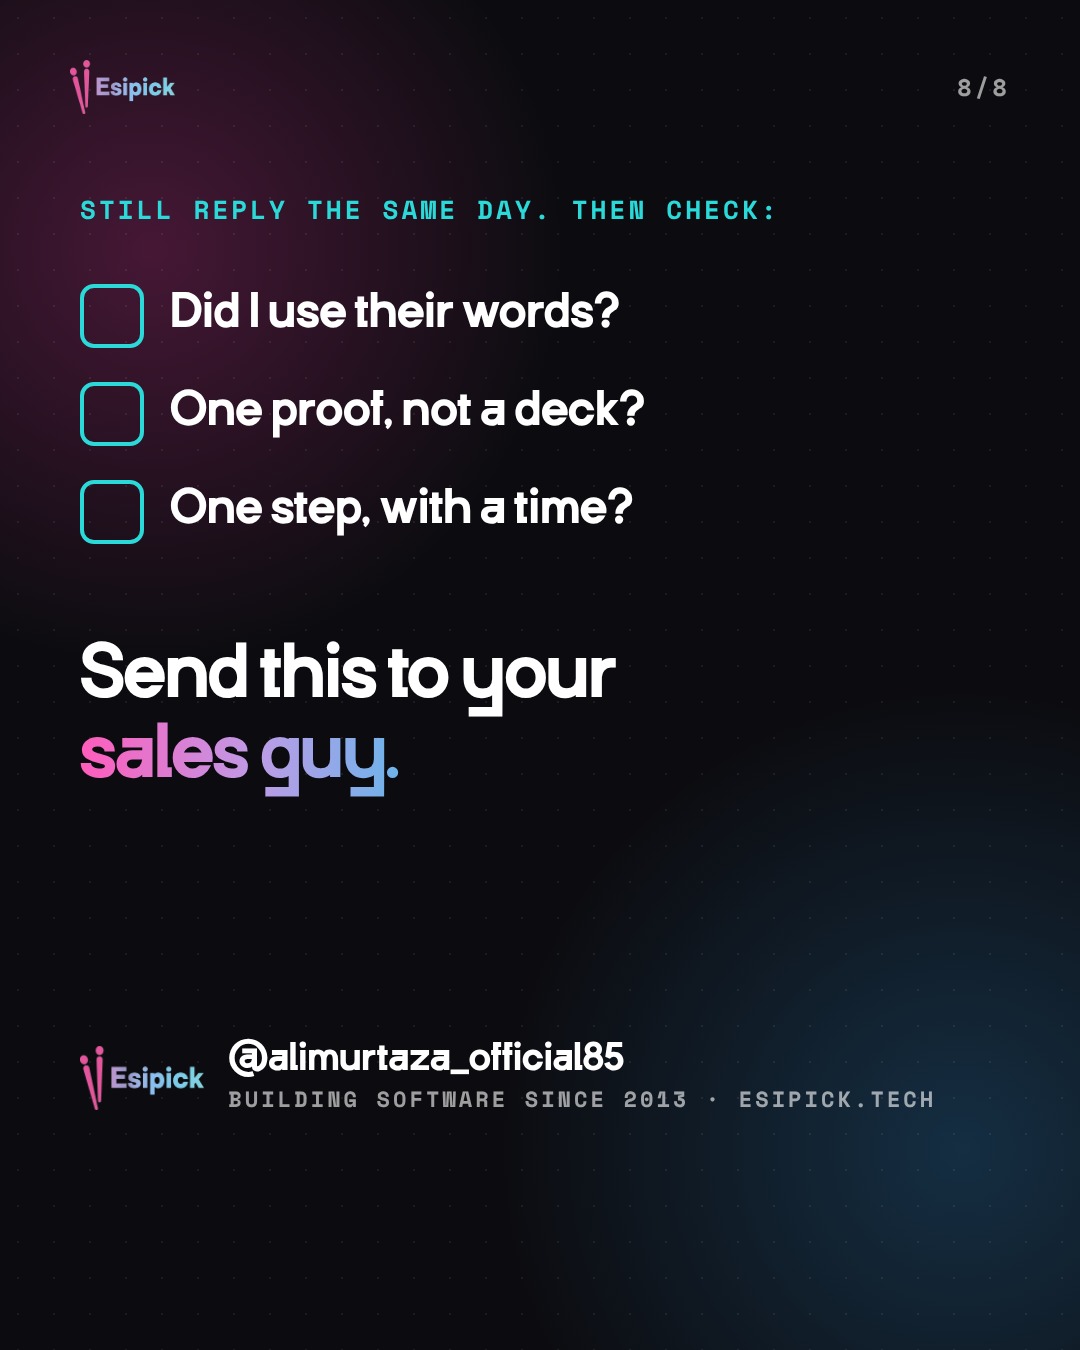 Esipick
8/8
STILL REPLY THE SAME DAY. THEN CHECK:
Did I use their words?
One proof, not a deck?
One step, with a time?
Send this to your
sales guy.
Esipick
@alimurtaza_official85
BUILDING SOFTWARE SINCE 2013 · ESIPICK.TECH